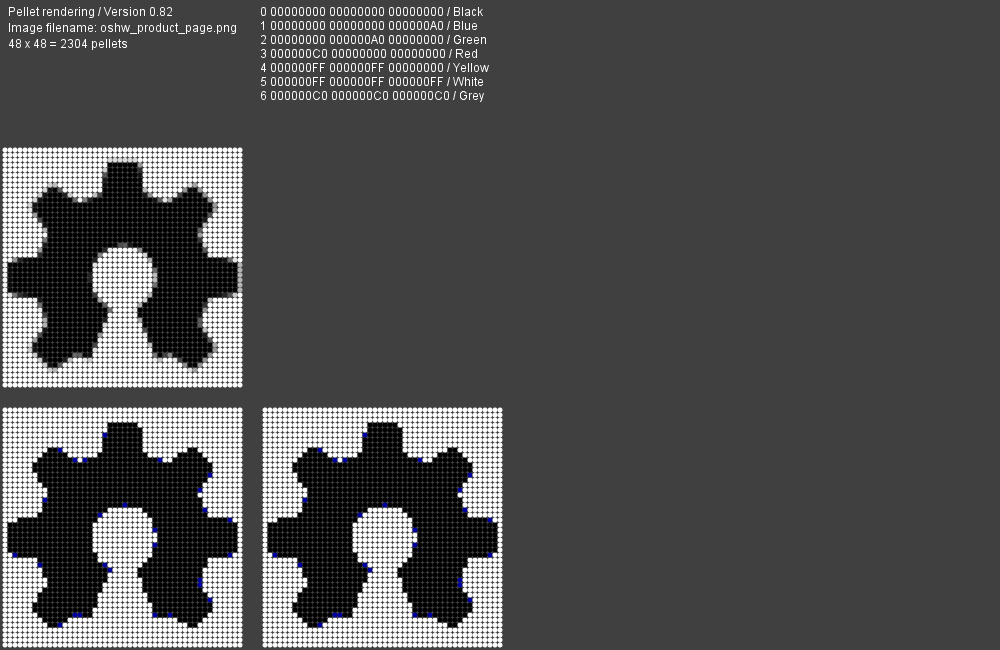 Pellet rendering / Version 0.82
Image filename: oshw_product_page.png
48 x 48 = 2304 pellets
0 00000000 00000000 00000000 / Black
1 00000000 00000000 000000A0 / Blue
2 00000000 000000A0 00000000 / Green
3 000000C0 00000000 00000000 / Red
4 000000FF 000000FF 00000000 / Yellow
5 000000FF 000000FF 000000FF / White
6 000000C0 000000C0 000000C0 / Grey